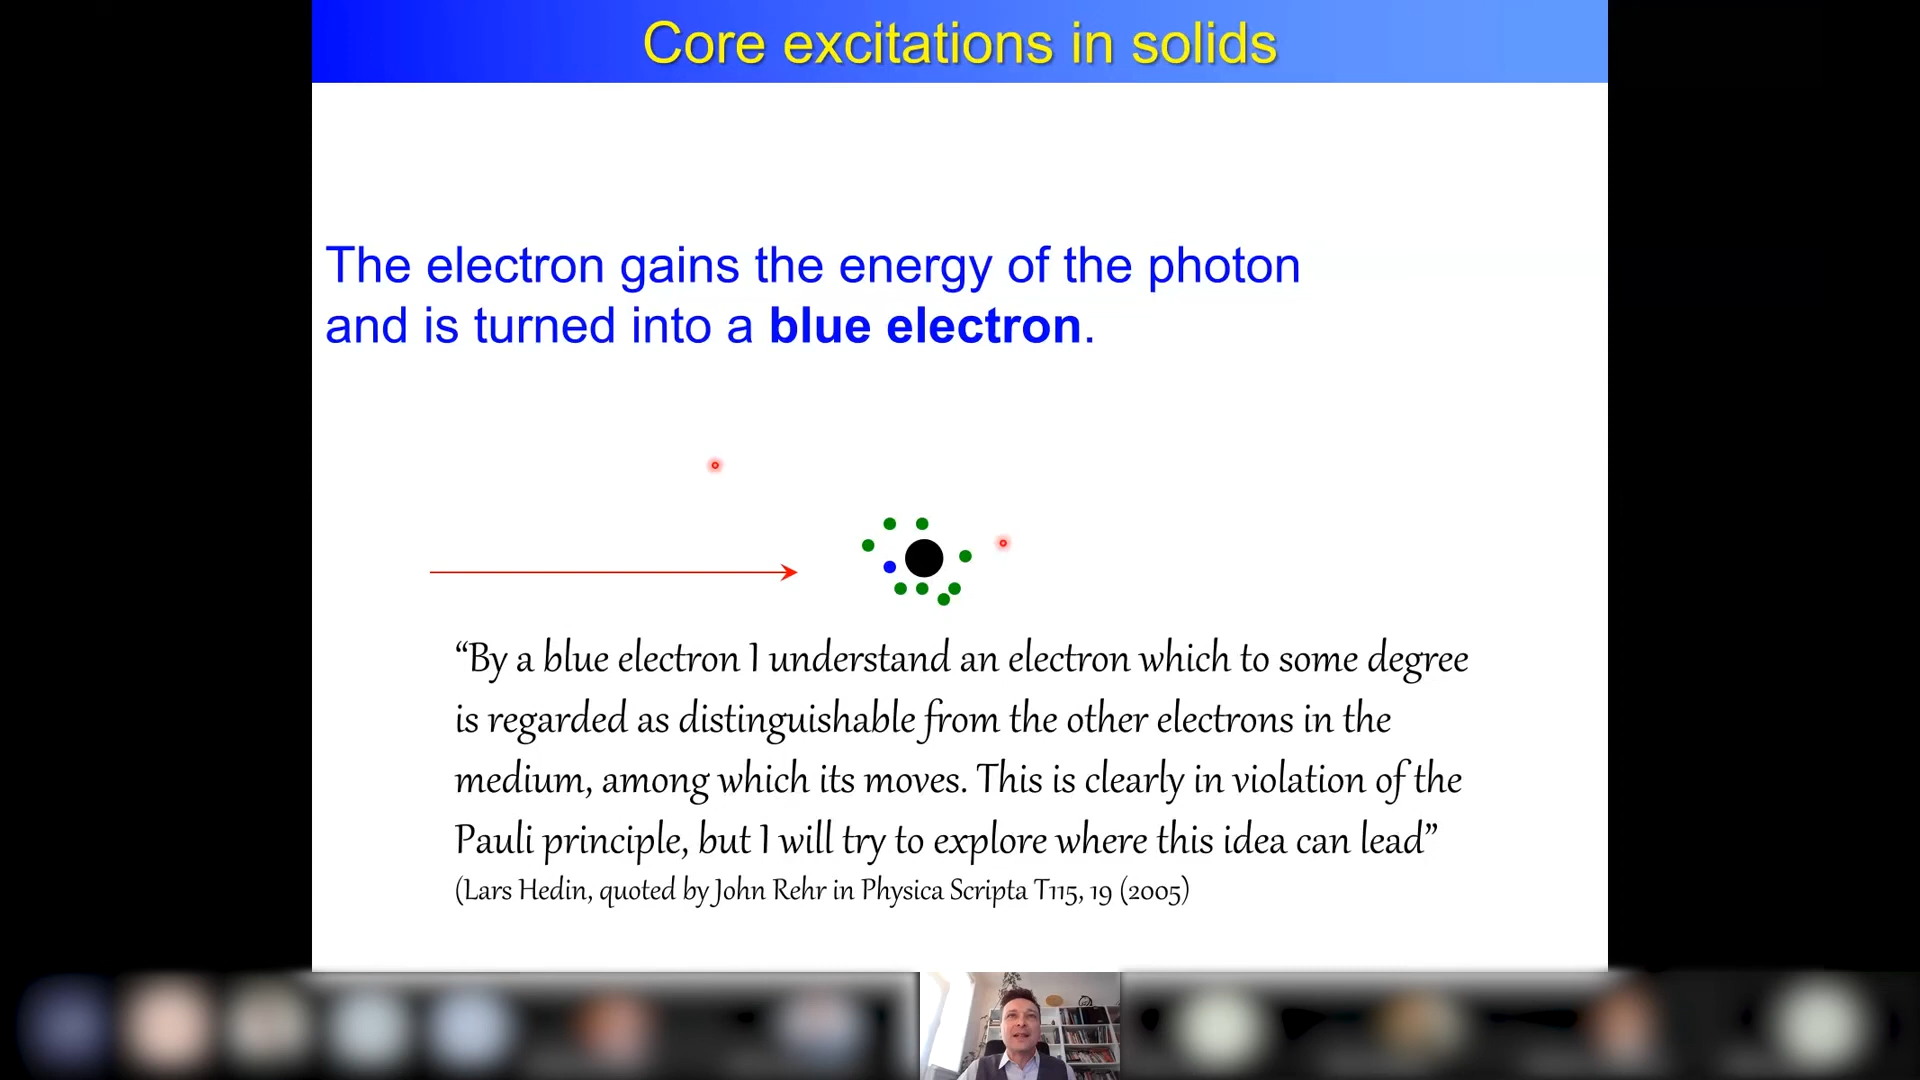 Core excitations in solids
The electron gains the energy of the photon
and is turned into a blue electron.
“By a blue electron I understand an electron which to some degree
is regarded as distinguishable from the other electrons in the
medium, among which its moves. This is clearly in violation of the
Pauli principle, but I will try to explore where this idea can lead”
(Lars Hedin, quoted by John Rehr in Physica Scripta T115, 19 (2005)